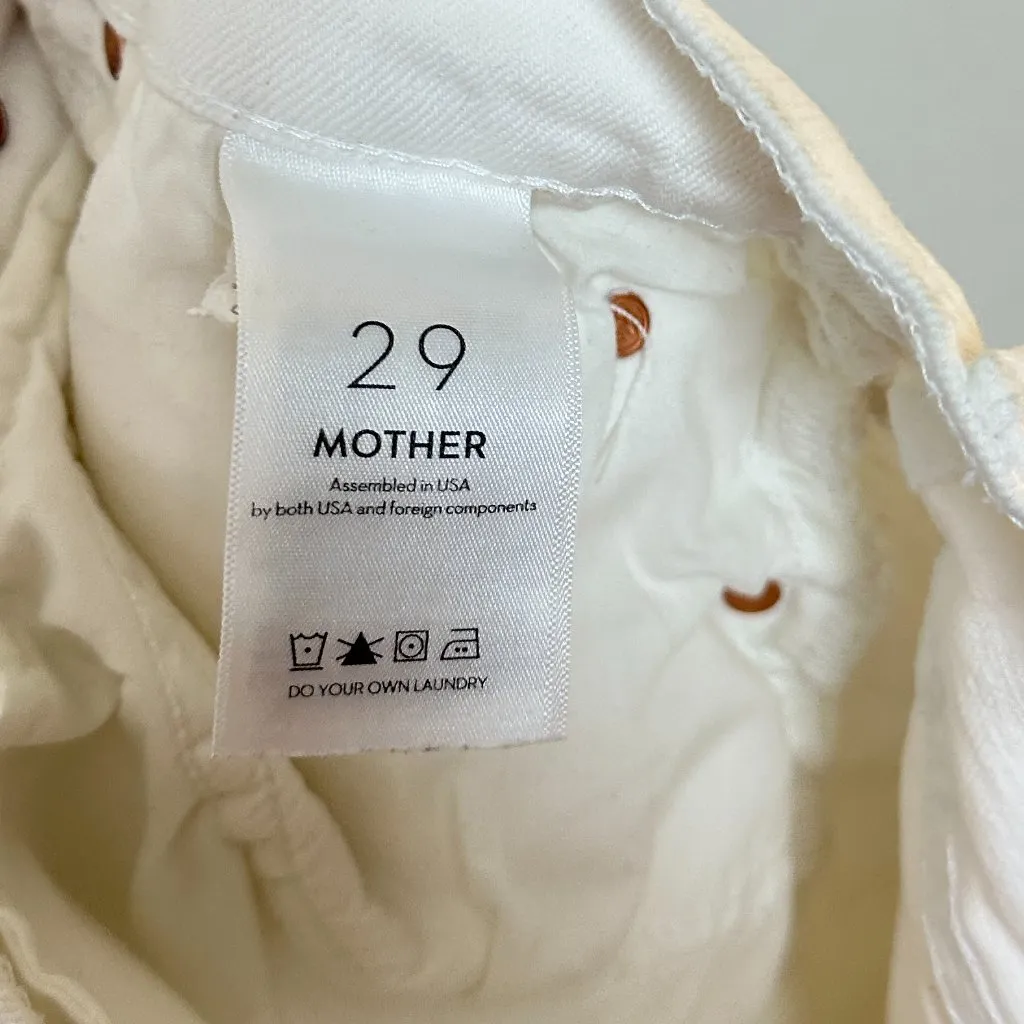 29
MOTHER
Assembled in USA
by both USA and foreign components
DO YOUR OWN LAUNDRY